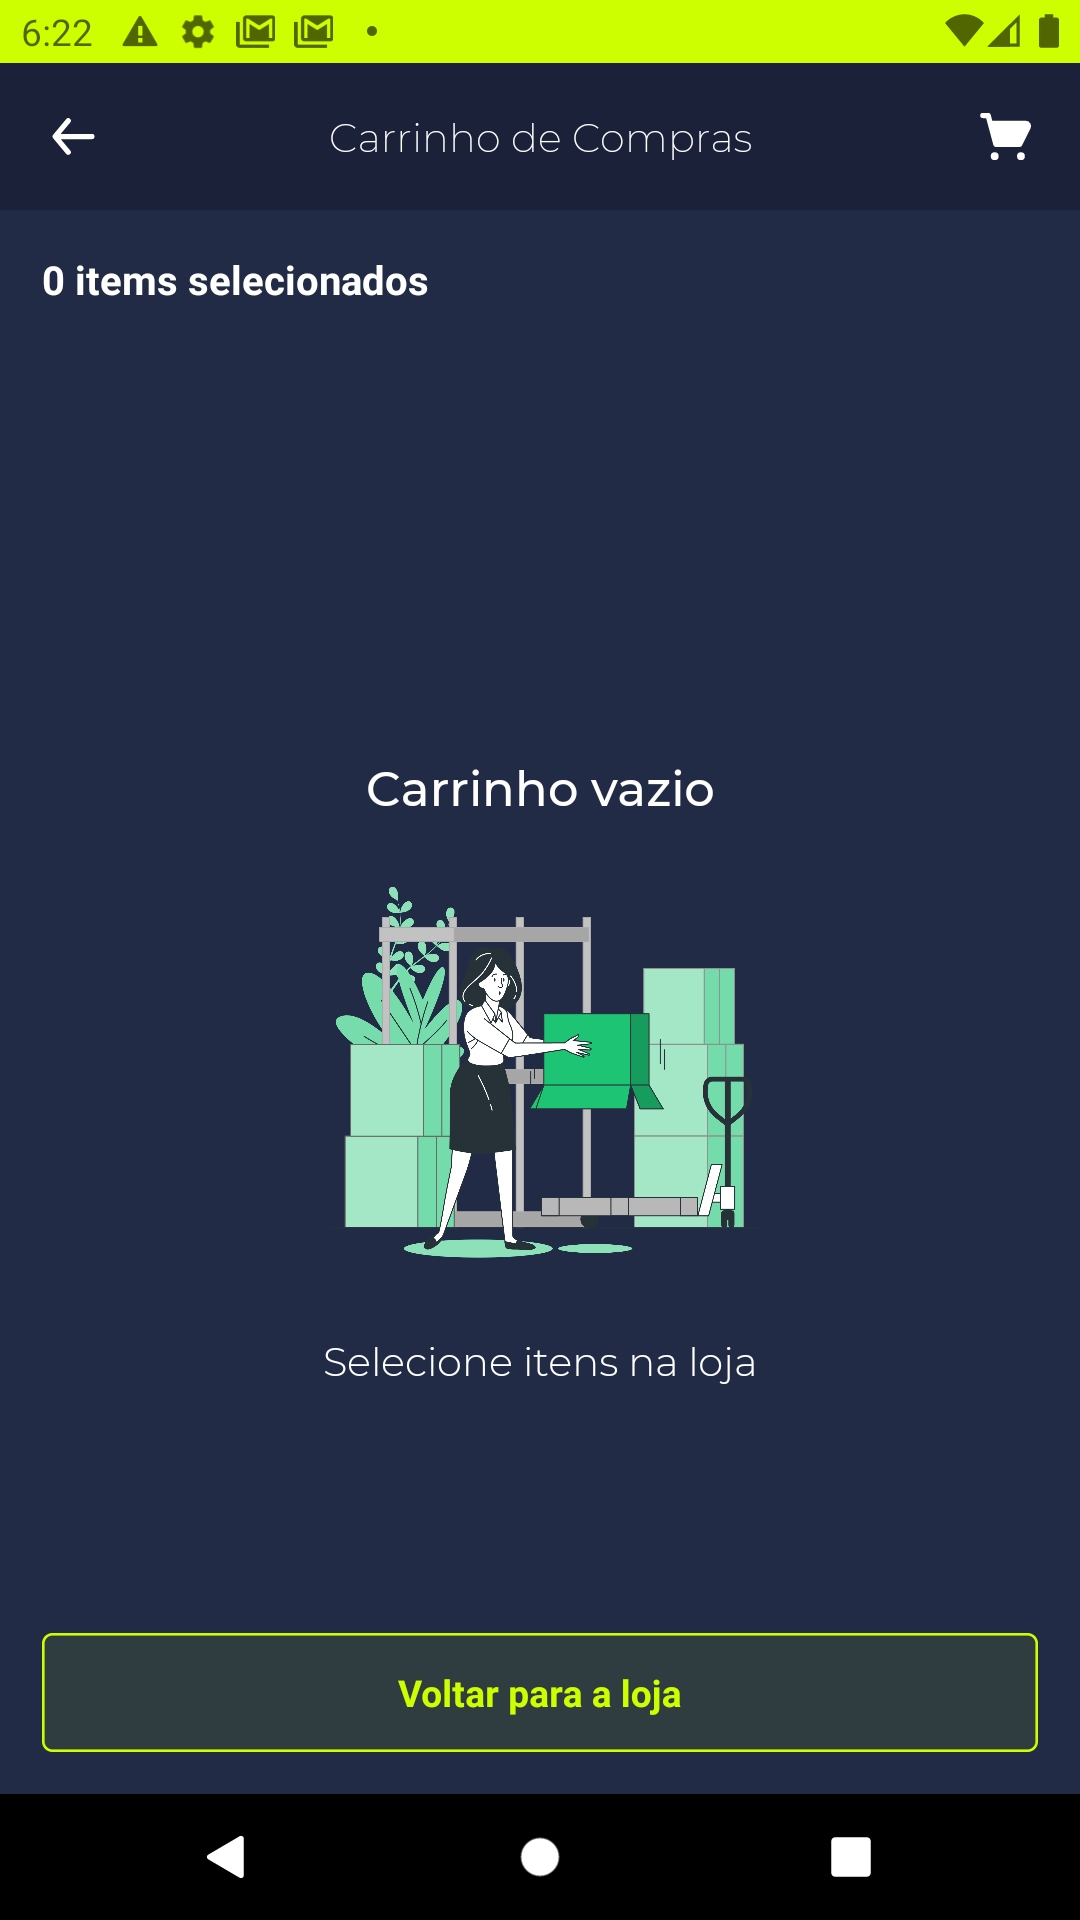 6:22
Carrinho de Compras
0 items selecionados
Carrinho vazio
Selecione itens na loja
Voltar para a loja